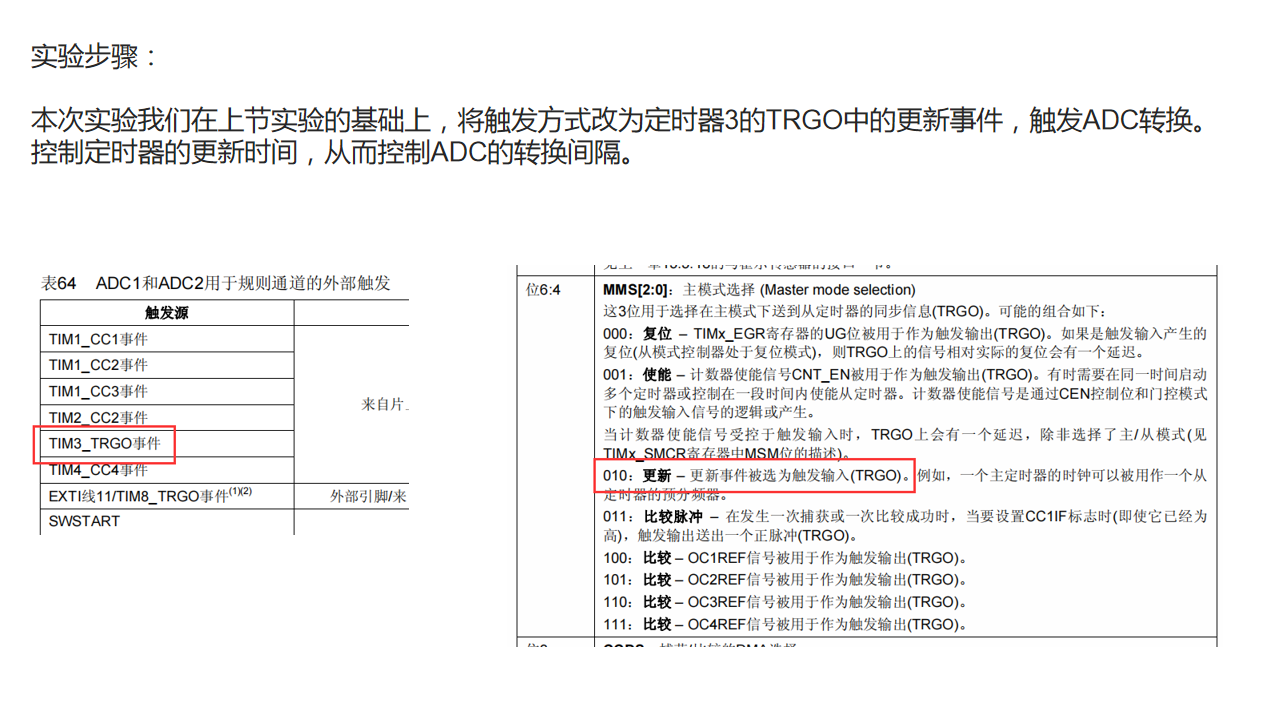 实验步骤：
本次实验我们在上节实验的基础上，将触发方式改为定时器3的TRGO中的更新事件，触发ADC转换。
控制定时器的更新时间，从而控制ADC的转换间隔。
表64 ADC1和ADC2用于规则通道的外部触发
触发源
TIM1_CC1事件
TIM1_CC2事件
TIM1_CC3事件
TIM2_CC2事件
TIM3_TRGO事件
TIM4_CC4事件
EXTI线11/TIM8_TRGO事件(1)(2)
SWSTART
来自片
外部引脚/来
位6:4
MMS[2:0]：主模式选择 (Master mode selection)
这3位用于选择在主模式下送到从定时器的同步信息(TRGO)。可能的组合如下：
000：复位 – TIMx_EGR寄存器的UG位被用于作为触发输出(TRGO)。如果是触发输入产生的
复位(从模式控制器处于复位模式)，则TRGO上的信号相对实际的复位会有一个延迟。
001：使能 – 计数器使能信号CNT_EN被用于作为触发输出(TRGO)。有时需要在同一时间启动
多个定时器或控制在一段时间内使能从定时器。计数器使能信号是通过CEN控制位和门控模式
下的触发输入信号的逻辑或产生。
当计数器使能信号受控于触发输入时，TRGO上会有一个延迟，除非选择了主/从模式(见
TIMx_SMCR寄存器中MSM位的描述)。
010：更新 – 更新事件被选为触发输入(TRGO)。例如，一个主定时器的时钟可以被用作一个从
定时器的预分频器。
011：比较脉冲 – 在发生一次捕获或一次比较成功时，当要设置CC1IF标志时(即使它已经为
高)，触发输出送出一个正脉冲(TRGO)。
100：比较 – OC1REF信号被用于作为触发输出(TRGO)。
101：比较 – OC2REF信号被用于作为触发输出(TRGO)。
110：比较 – OC3REF信号被用于作为触发输出(TRGO)。
111：比较 – OC4REF信号被用于作为触发输出(TRGO)。